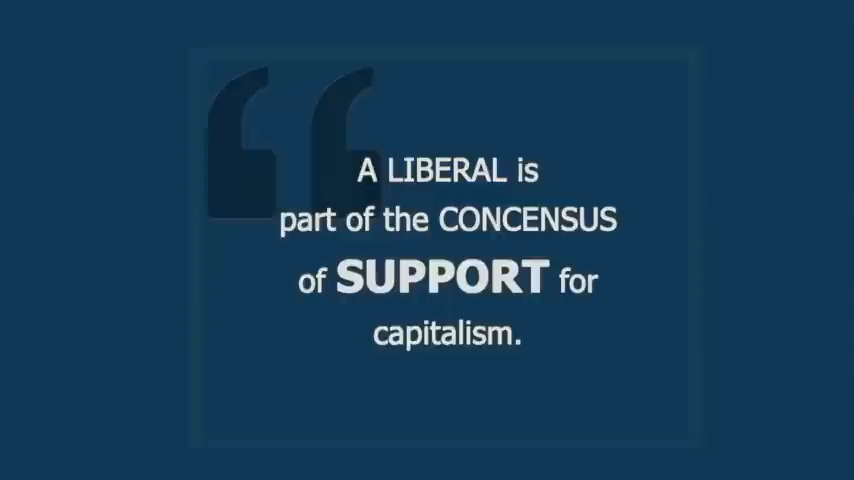 A LIBERAL is
part of the CONCENSUS
of SUPPORT for
capitalism.